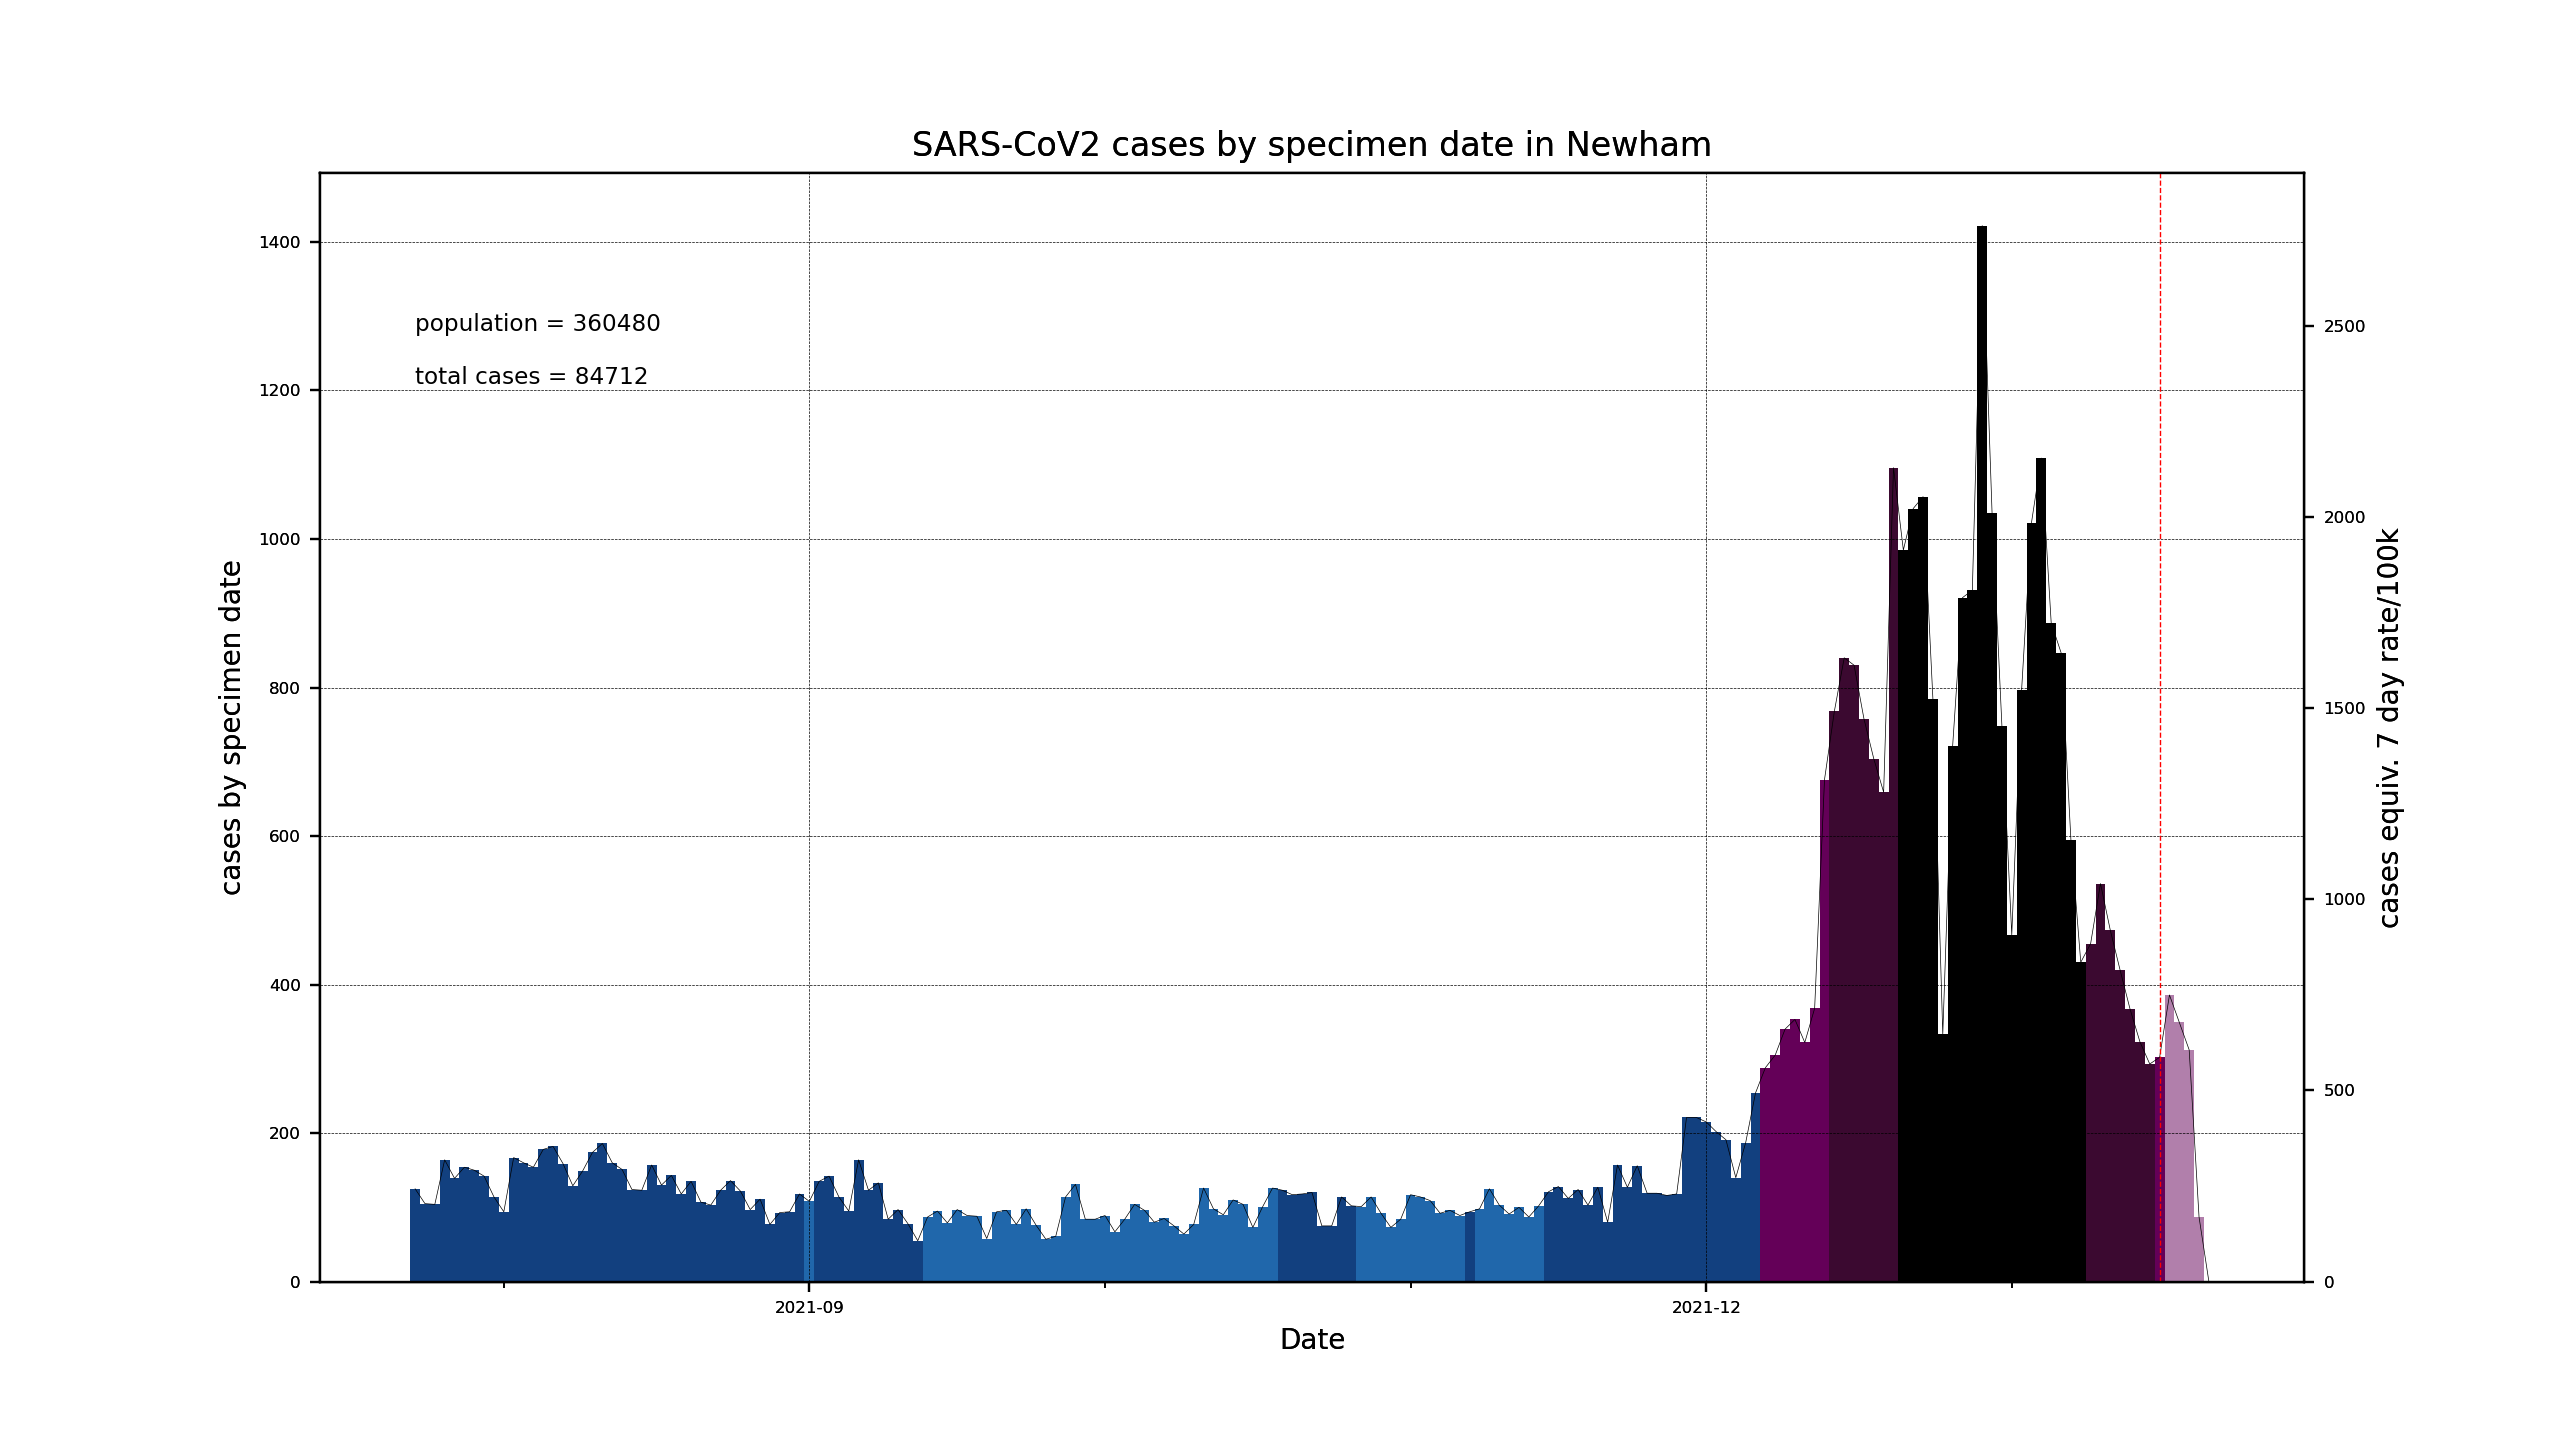 SARS-CoV2 cases by specimen date in Newham
population = 360480
total cases = 84712
cases by specimen date
1400
1200
1000
800
600
400
200
0
2500
2000
1500
1000
500
0
cases equiv. 7 day rate/100k
2021-09
2021-12
Date